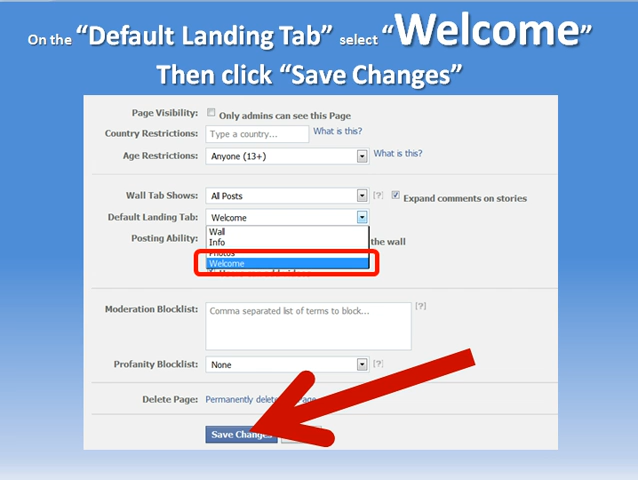 On the “Default Landing Tab” select “Welcome”
Then click “Save Changes”
Page Visibility: Only admins can see this Page
Country Restrictions: Type a country... What is this?
Age Restrictions: Anyone (13+) What is this?
Wall Tab Shows: All Posts [?] Expand comments on stories
Default Landing Tab: Welcome
Wall
Posting Ability: Info the wall
Photos
Welcome
Moderation Blocklist: Comma separated list of terms to block... [?]
Profanity Blocklist: None [?]
Delete Page: Permanently delete
Save Changes